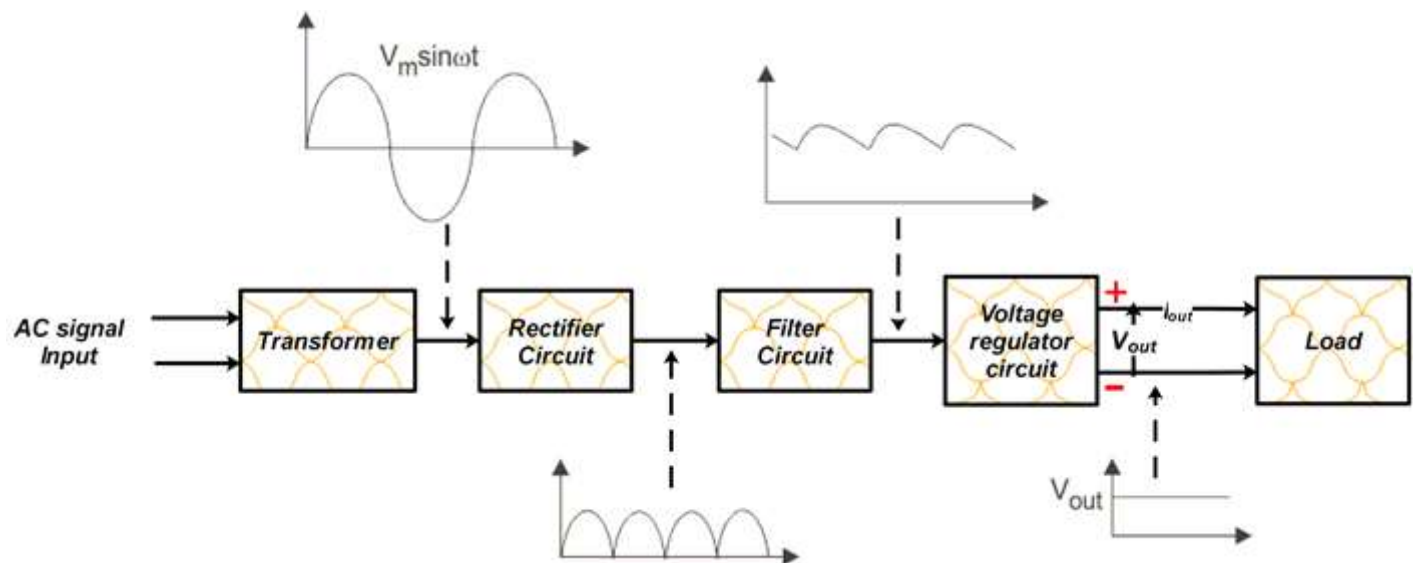 Vmsinωt
AC signal
Input
Transformer
Rectifier
Circuit
Filter
Circuit
Voltage
regulator
circuit
+
iout
Vout
-
Load
Vout